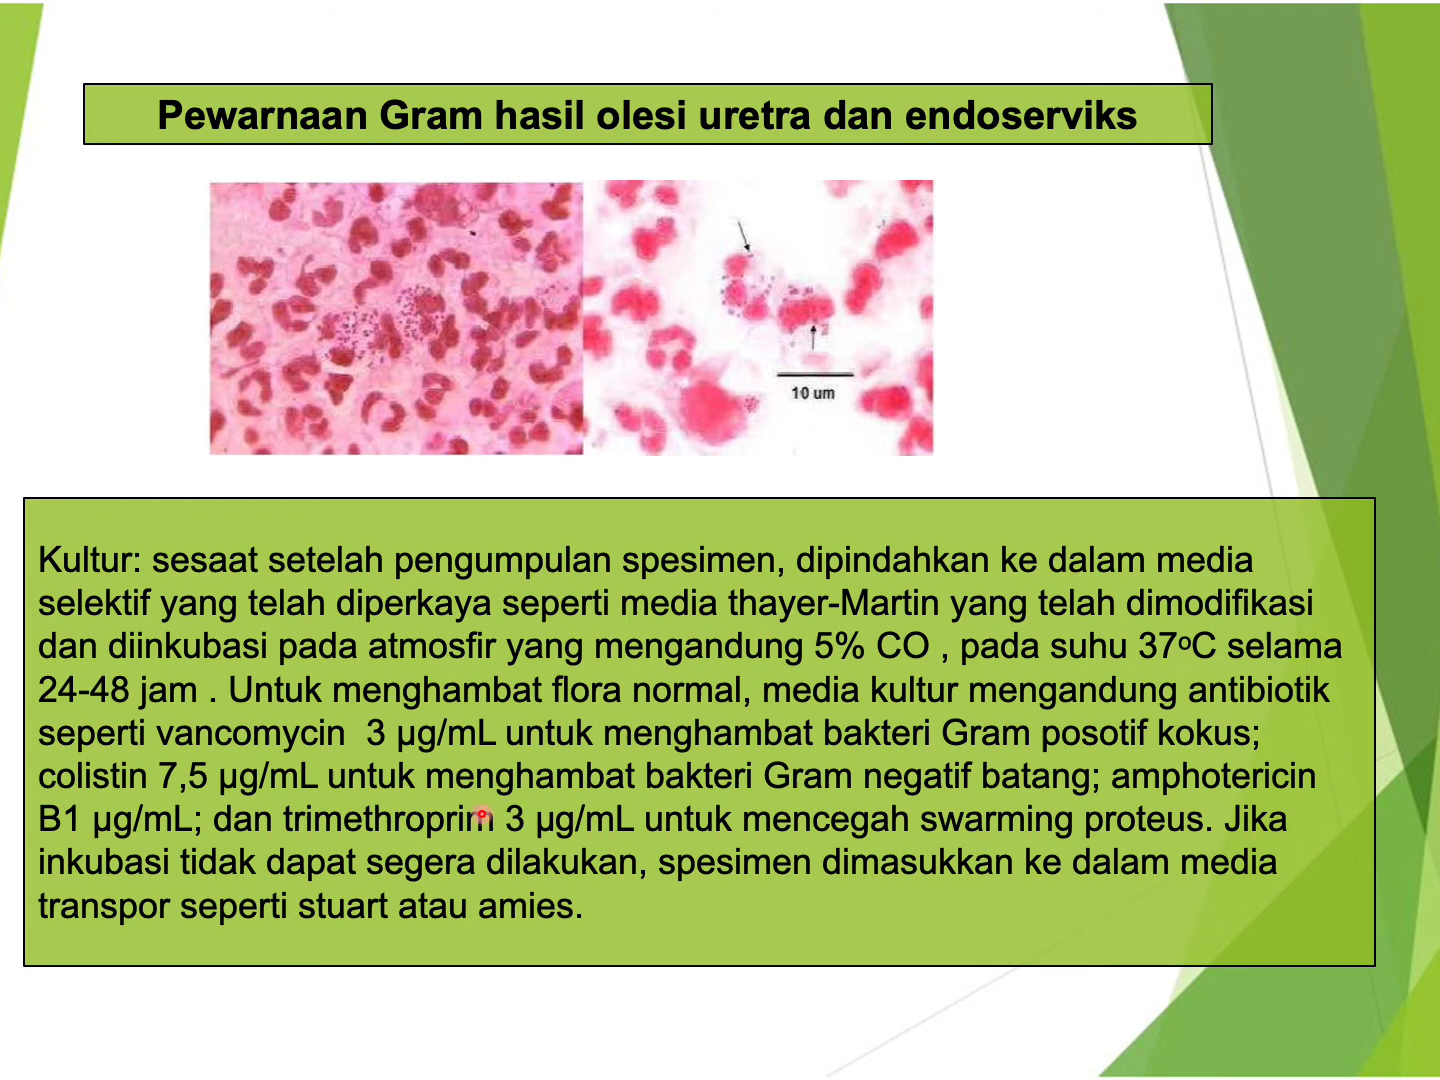 Pewarnaan Gram hasil olesi uretra dan endoserviks
10 um
Kultur: sesaat setelah pengumpulan spesimen, dipindahkan ke dalam media
selektif yang telah diperkaya seperti media thayer-Martin yang telah dimodifikasi
dan diinkubasi pada atmosfir yang mengandung 5% CO , pada suhu 37ᵒC selama
24-48 jam . Untuk menghambat flora normal, media kultur mengandung antibiotik
seperti vancomycin  3 µg/mL untuk menghambat bakteri Gram posotif kokus;
colistin 7,5 µg/mL untuk menghambat bakteri Gram negatif batang; amphotericin
B1 µg/mL; dan trimethroprim 3 µg/mL untuk mencegah swarming proteus. Jika
inkubasi tidak dapat segera dilakukan, spesimen dimasukkan ke dalam media
transpor seperti stuart atau amies.